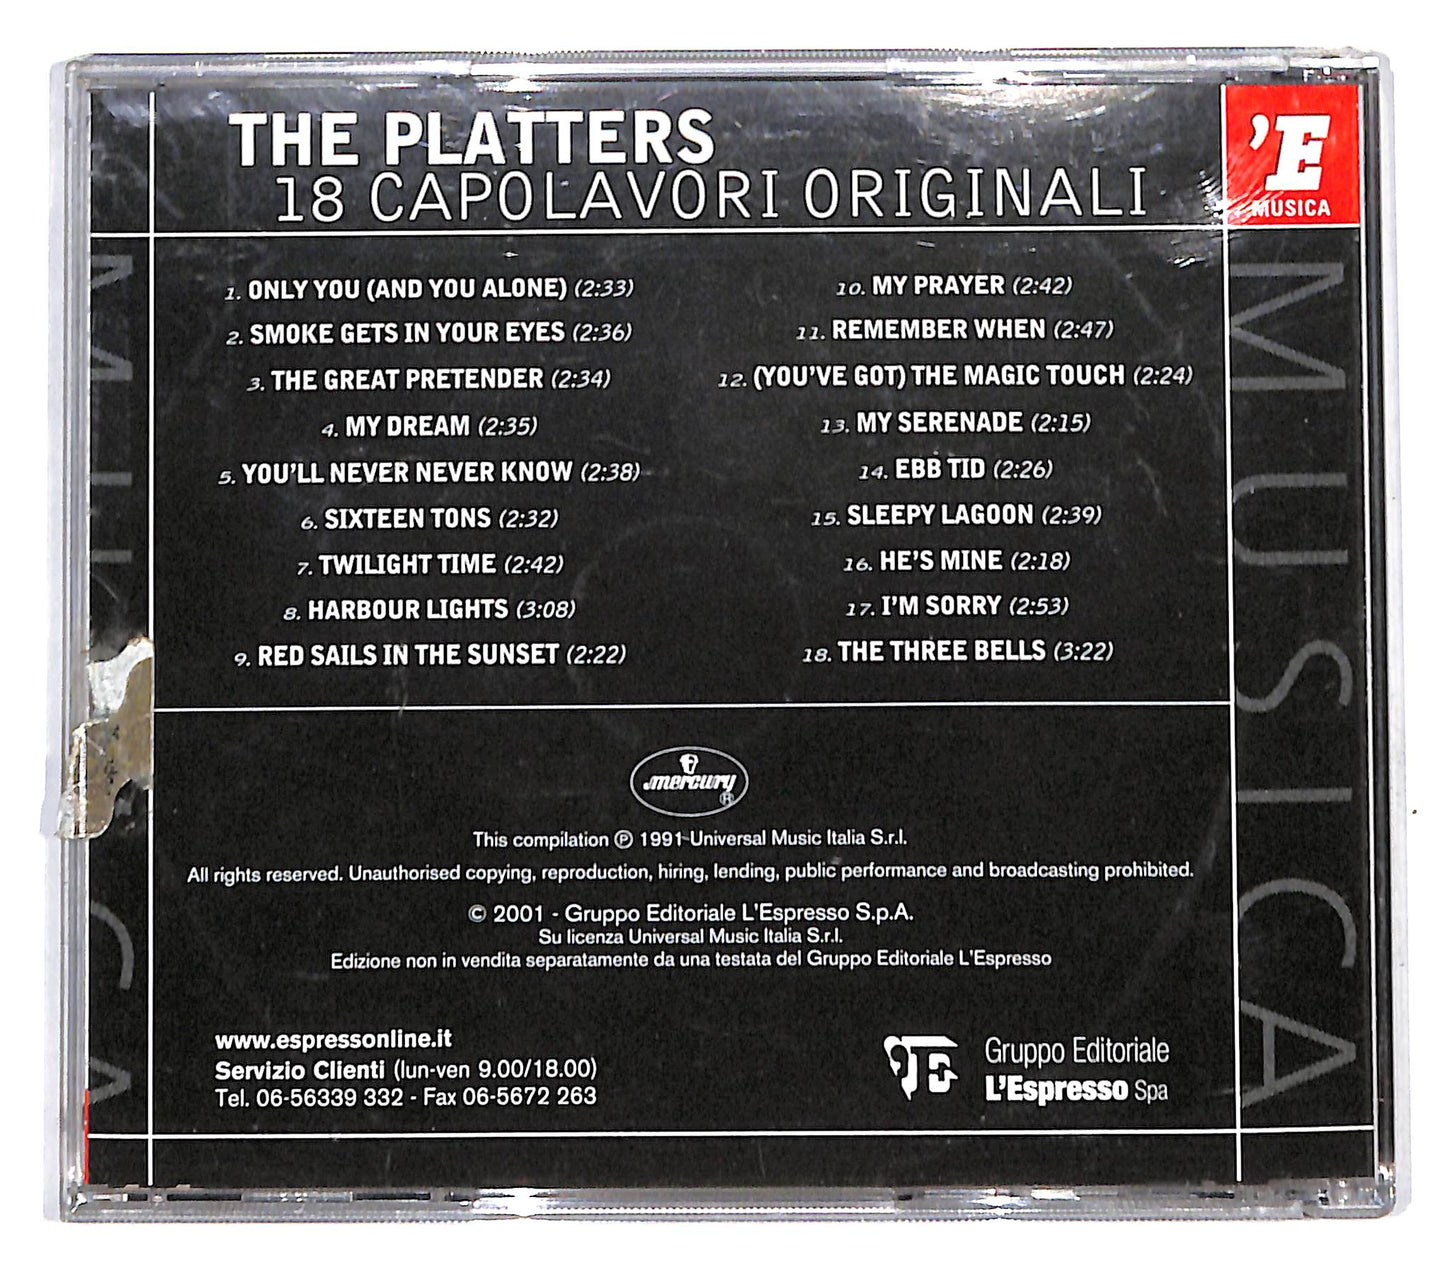 THE PLATTERS
18 CAPOLAVORI ORIGINALI
'E
MUSICA
1. ONLY YOU (AND YOU ALONE) (2:33)
2. SMOKE GETS IN YOUR EYES (2:36)
3. THE GREAT PRETENDER (2:34)
4. MY DREAM (2:35)
5. YOU'LL NEVER NEVER KNOW (2:38)
6. SIXTEEN TONS (2:32)
7. TWILIGHT TIME (2:42)
8. HARBOUR LIGHTS (3:08)
9. RED SAILS IN THE SUNSET (2:22)
10. MY PRAYER (2:42)
11. REMEMBER WHEN (2:47)
12. (YOU'VE GOT) THE MAGIC TOUCH (2:24)
13. MY SERENADE (2:15)
14. EBB TID (2:26)
15. SLEEPY LAGOON (2:39)
16. HE'S MINE (2:18)
17. I'M SORRY (2:53)
18. THE THREE BELLS (3:22)
MUSICA
mercury ®
This compilation ℗ 1991 Universal Music Italia S.r.l.
All rights reserved. Unauthorised copying, reproduction, hiring, lending, public performance and broadcasting prohibited.
© 2001 - Gruppo Editoriale L'Espresso S.p.A.
Su licenza Universal Music Italia S.r.l.
Edizione non in vendita separatamente da una testata del Gruppo Editoriale L'Espresso
www.espressonline.it
Servizio Clienti (lun-ven 9.00/18.00)
Tel. 06-56339 332 - Fax 06-5672 263
Gruppo Editoriale
L'Espresso Spa